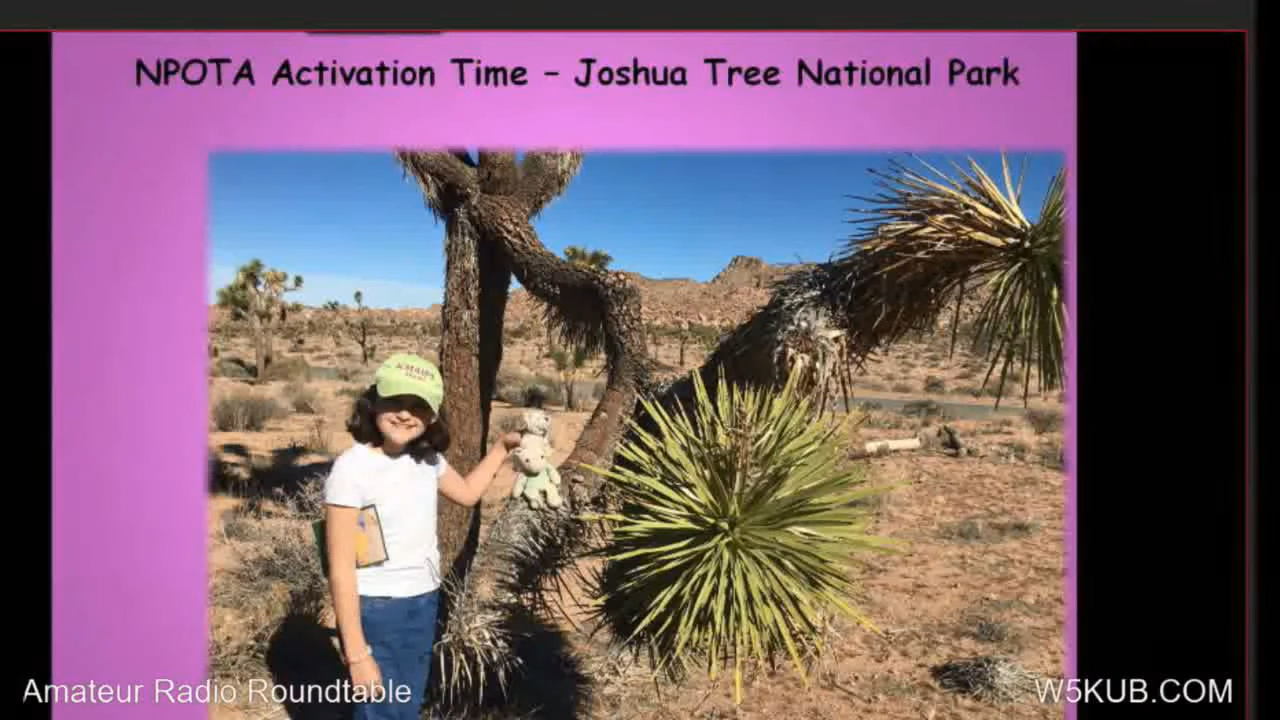 NPOTA Activation Time – Joshua Tree National Park
Amateur Radio Roundtable
W5KUB.COM